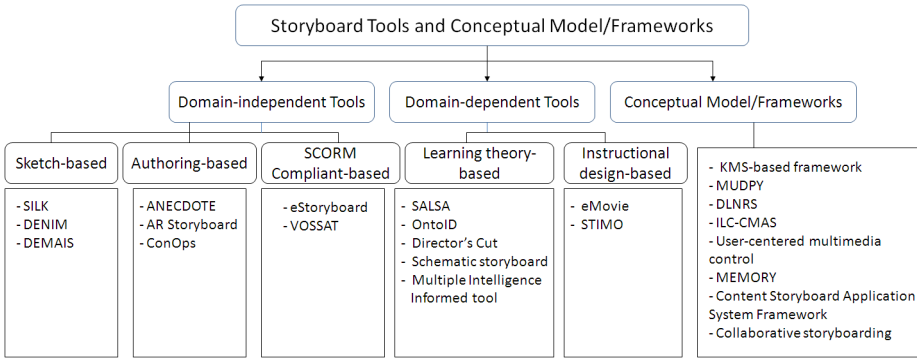 Storyboard Tools and Conceptual Model/Frameworks
Domain-independent Tools
Domain-dependent Tools
Conceptual Model/Frameworks
Sketch-based
Authoring-based
SCORM
Compliant-based
Learning theory-
based
Instructional
design-based
- SILK
- DENIM
- DEMAIS
- ANECDOTE
- AR Storyboard
- ConOps
- eStoryboard
- VOSSAT
- SALSA
- OntoID
- Director's Cut
- Schematic storyboard
- Multiple Intelligence
Informed tool
- eMovie
- STIMO
- KMS-based framework
- MUDPY
- DLNRS
- ILC-CMAS
- User-centered multimedia
control
- MEMORY
- Content Storyboard Application
System Framework
- Collaborative storyboarding